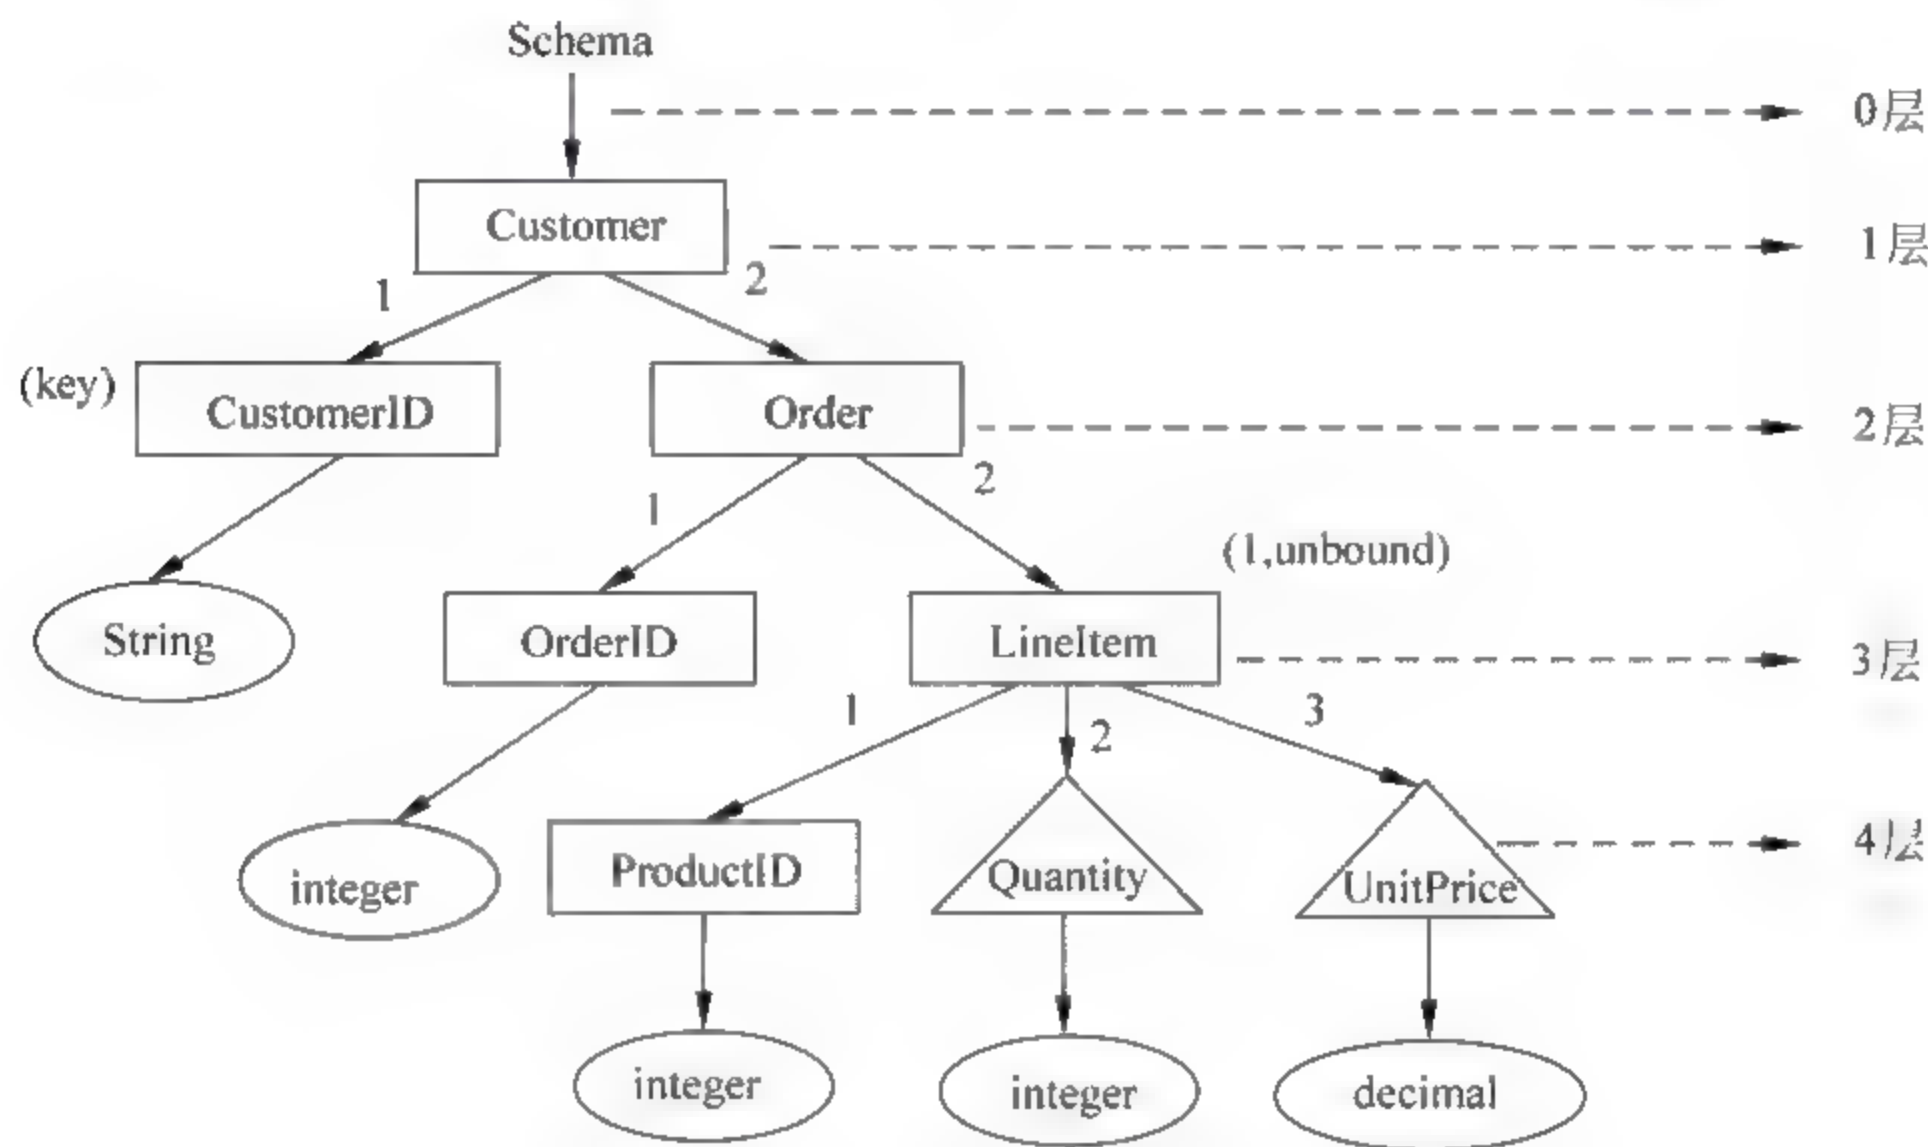 Schema
0层
Customer
1层
1
2
(key)
CustomerID
Order
2层
1
2
(1,unbound)
String
OrderID
LineItem
3层
1
2
3
integer
ProductID
Quantity
UnitPrice
4层
integer
integer
decimal